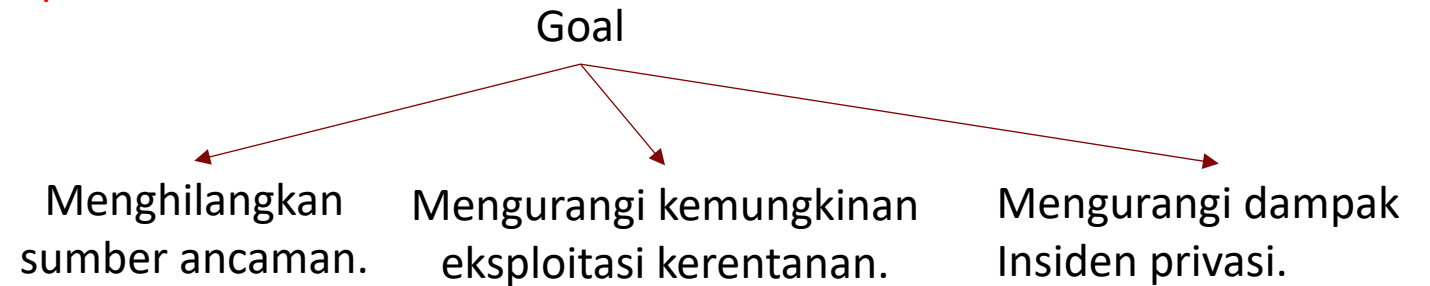 Goal
Menghilangkan
sumber ancaman.
Mengurangi kemungkinan
eksploitasi kerentanan.
Mengurangi dampak
Insiden privasi.